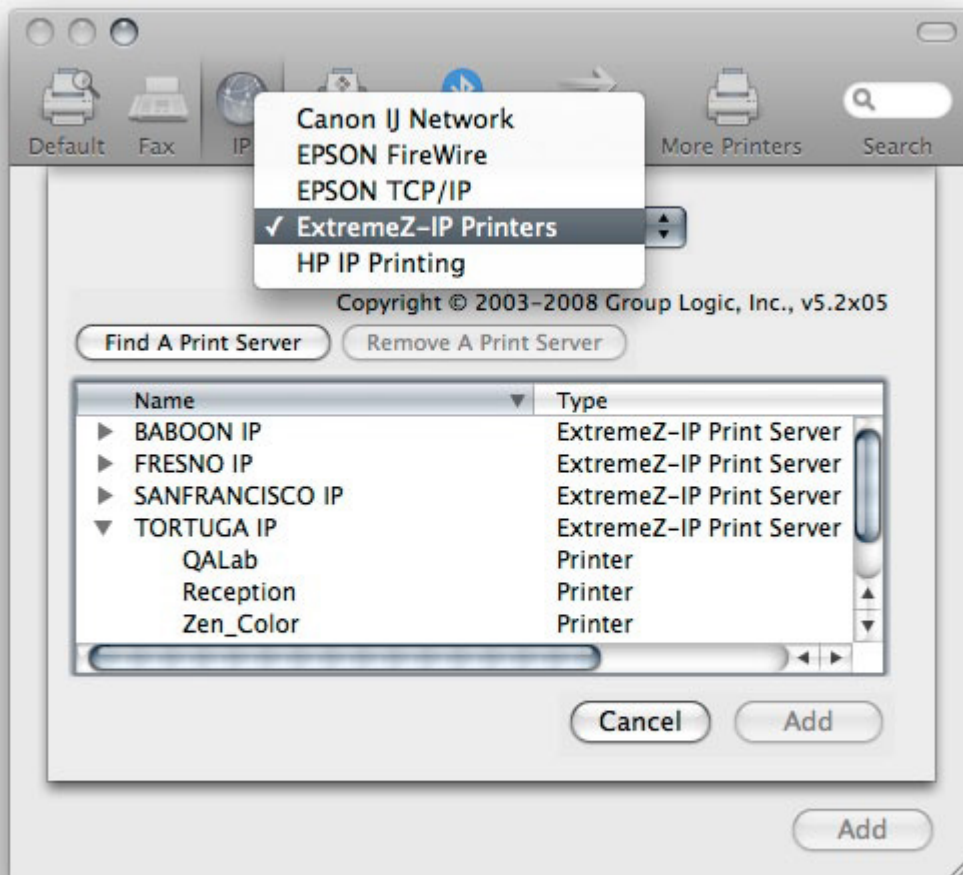 Default Fax IP More Printers Search
Canon IJ Network
EPSON FireWire
EPSON TCP/IP
✓ ExtremeZ-IP Printers
HP IP Printing
Copyright © 2003-2008 Group Logic, Inc., v5.2x05
Find A Print Server Remove A Print Server
Name Type
BABOON IP ExtremeZ-IP Print Server
FRESNO IP ExtremeZ-IP Print Server
SANFRANCISCO IP ExtremeZ-IP Print Server
TORTUGA IP ExtremeZ-IP Print Server
QALab Printer
Reception Printer
Zen_Color Printer
Cancel Add
Add